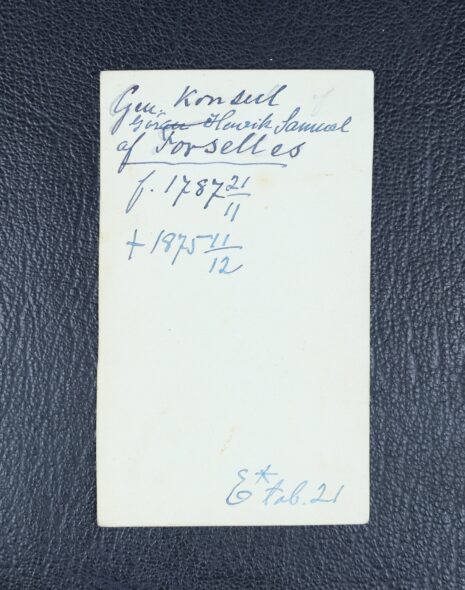 Gen. Konsul
Göran Henrik Samuel
af Forselles
f. 1787 21/11
+ 1875 11/12
E* tab. 21